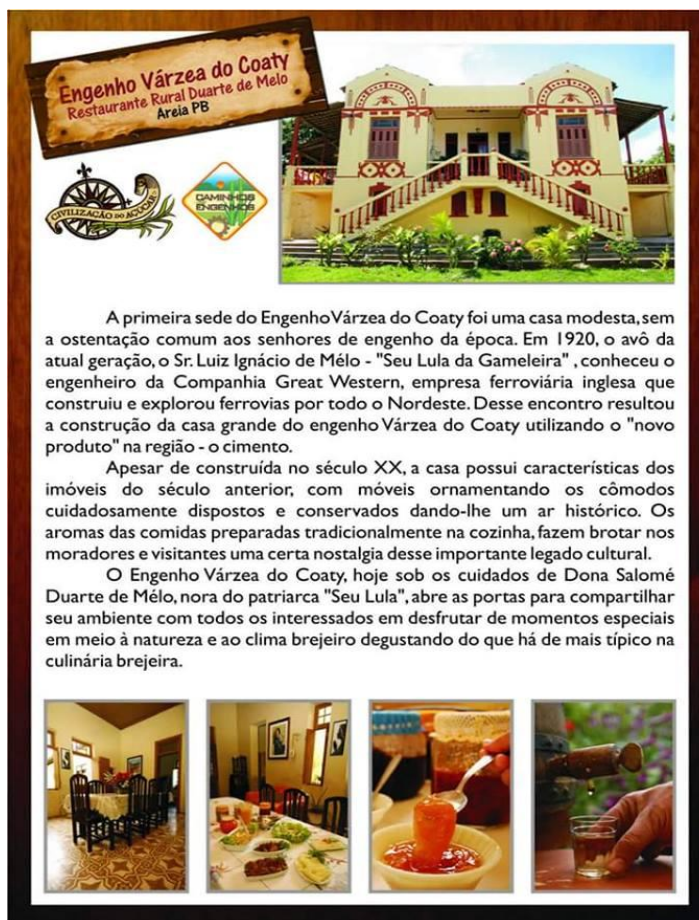 Engenho Várzea do Coaty
Restaurante Rural Duarte de Melo
Areia PB
CIVILIZAÇÃO DO AÇÚCAR
CAMINHOS
ENGENHOS
A primeira sede do Engenho Várzea do Coaty foi uma casa modesta, sem
a ostentação comum aos senhores de engenho da época. Em 1920, o avô da
atual geração, o Sr. Luiz Ignácio de Mélo - "Seu Lula da Gameleira" , conheceu o
engenheiro da Companhia Great Western, empresa ferroviária inglesa que
construiu e explorou ferrovias por todo o Nordeste. Desse encontro resultou
a construção da casa grande do engenho Várzea do Coaty utilizando o "novo
produto" na região - o cimento.
Apesar de construída no século XX, a casa possui características dos
imóveis do século anterior, com móveis ornamentando os cômodos
cuidadosamente dispostos e conservados dando-lhe um ar histórico. Os
aromas das comidas preparadas tradicionalmente na cozinha, fazem brotar nos
moradores e visitantes uma certa nostalgia desse importante legado cultural.
O Engenho Várzea do Coaty, hoje sob os cuidados de Dona Salomé
Duarte de Mélo, nora do patriarca "Seu Lula", abre as portas para compartilhar
seu ambiente com todos os interessados em desfrutar de momentos especiais
em meio à natureza e ao clima brejeiro degustando do que há de mais típico na
culinária brejeira.